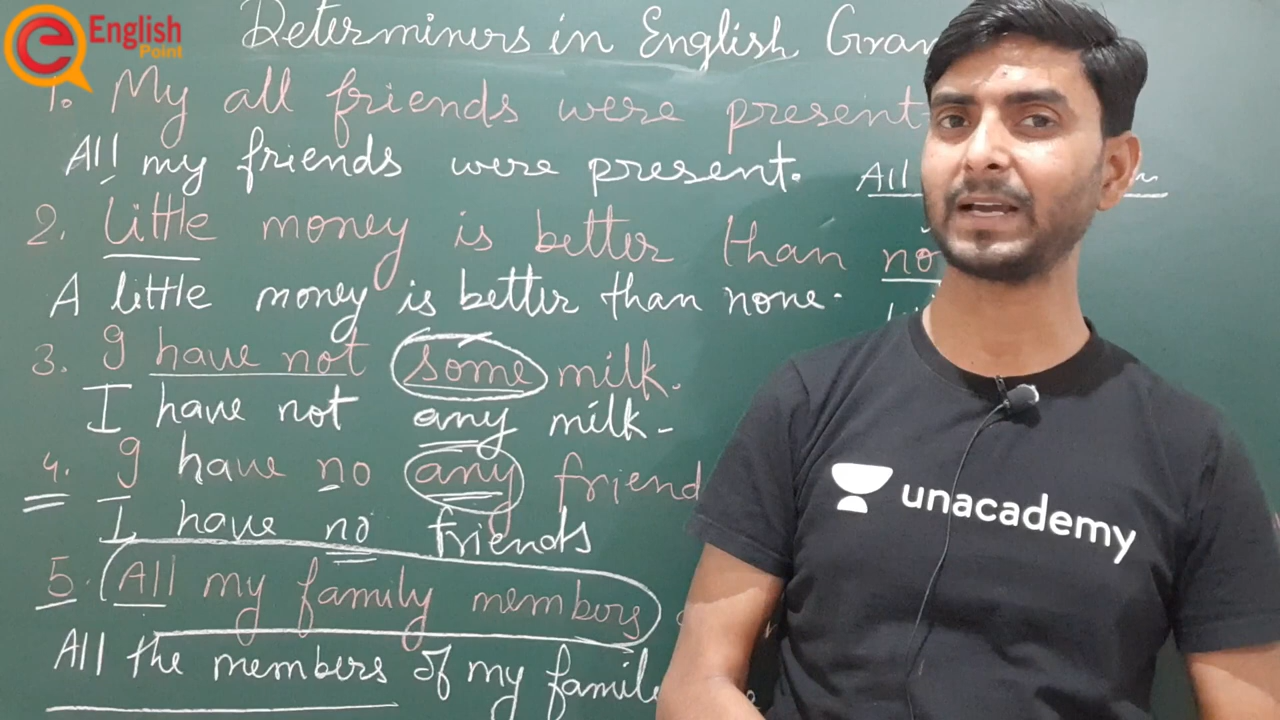 English
Point
Determiners in English Gran
1. My all friends were present
All my friends were present. All
2. Little money is better than no
A little money is better than none.
3. I have not some milk.
I have not any milk.
4. I have no any friend
I have no friends
5. All my family members
All the members of my famil
unacademy